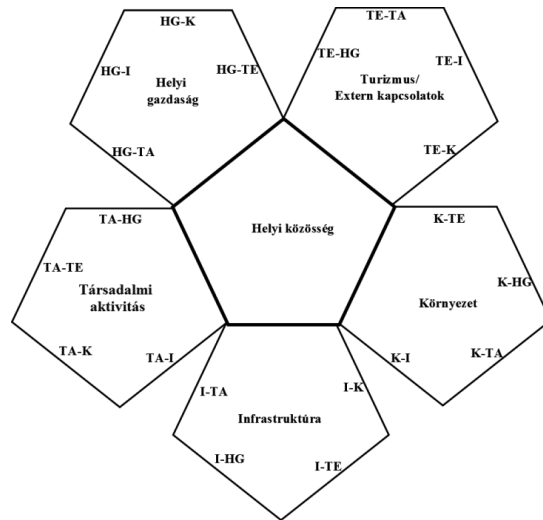 HG-K
HG-I
HG-TE
Helyi
gazdaság
HG-TA
TE-TA
TE-HG
TE-I
Turizmus/
Extern kapcsolatok
TE-K
Helyi közösség
TA-HG
TA-TE
Társadalmi
aktivitás
TA-K
TA-I
K-TE
K-HG
Környezet
K-TA
K-I
I-TA
I-K
Infrastruktúra
I-HG
I-TE